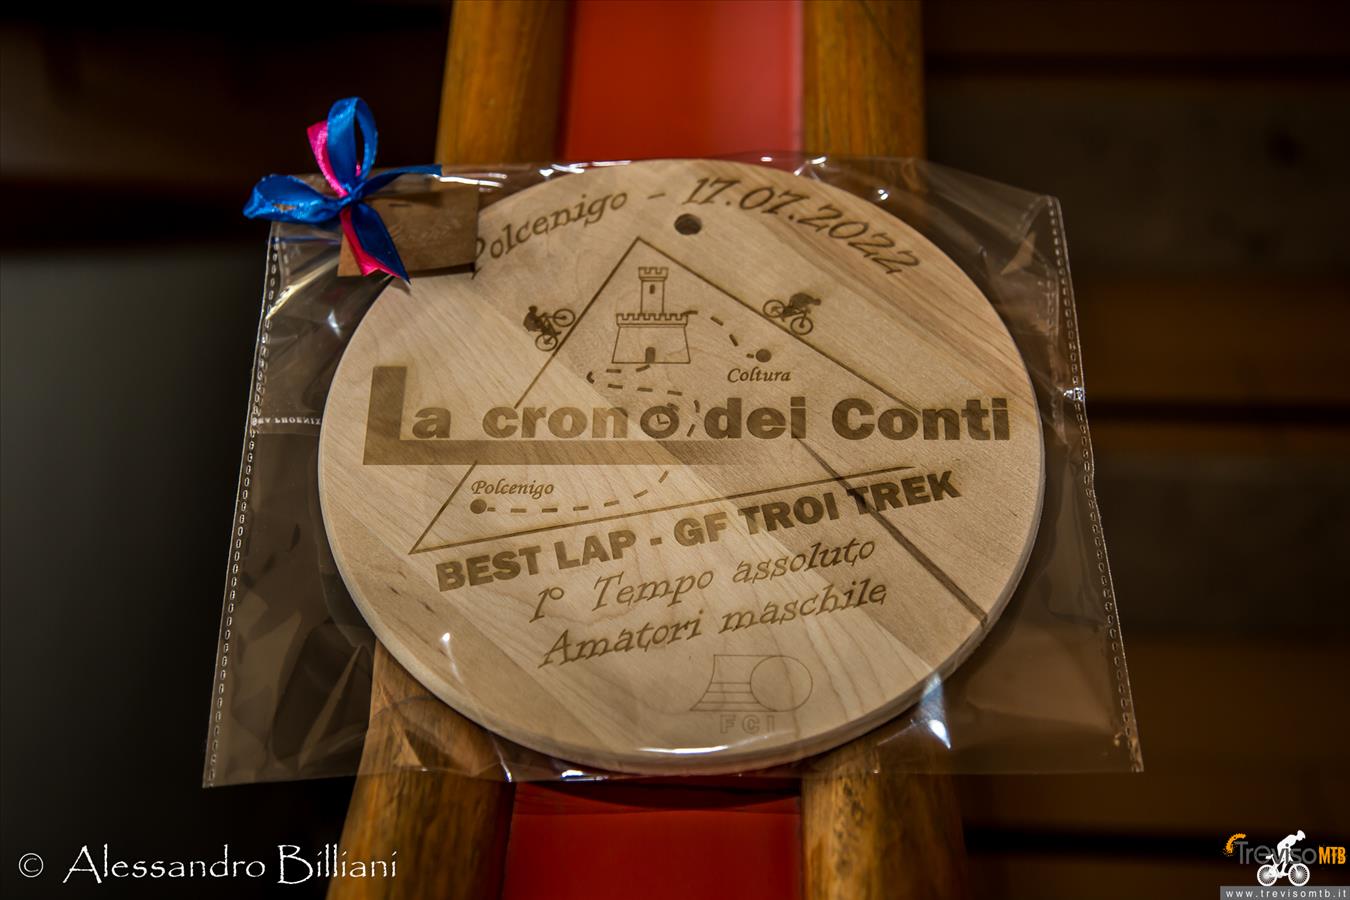 Polcenigo - 17.07.2022
Coltura
La crono dei Conti
Polcenigo
BEST LAP - GF TROI TREK
1° Tempo assoluto
Amatori maschile
FCI
© Alessandro Billiani
TrevisoMTB
www.trevisomtb.it